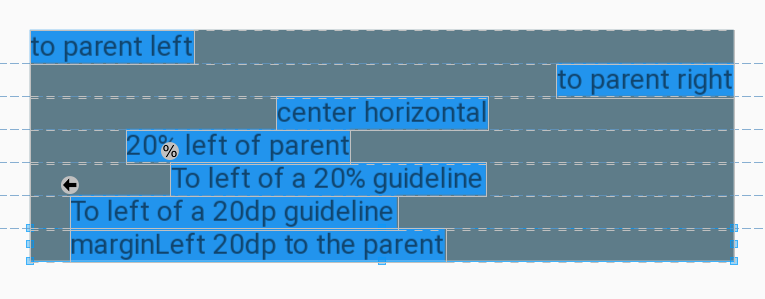 to parent left
to parent right
center horizontal
20% left of parent
%
To left of a 20% guideline
To left of a 20dp guideline
marginLeft 20dp to the parent